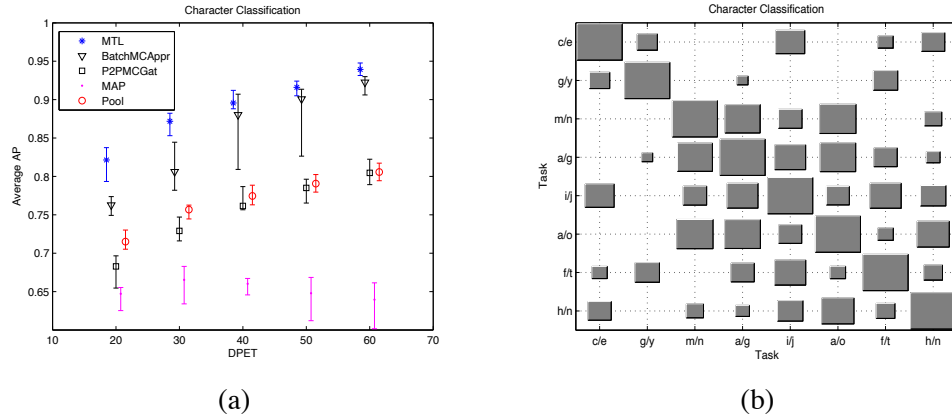 Character Classification
1
0.95
0.9
0.85
0.8
0.75
0.7
0.65
Average AP
MTL
BatchMCAppr
P2PMCGat
MAP
Pool
10 20 30 40 50 60 70
DPET
(a)
Character Classification
c/e
g/y
m/n
a/g
i/j
a/o
f/t
h/n
Task
c/e g/y m/n a/g i/j a/o f/t h/n
Task
(b)